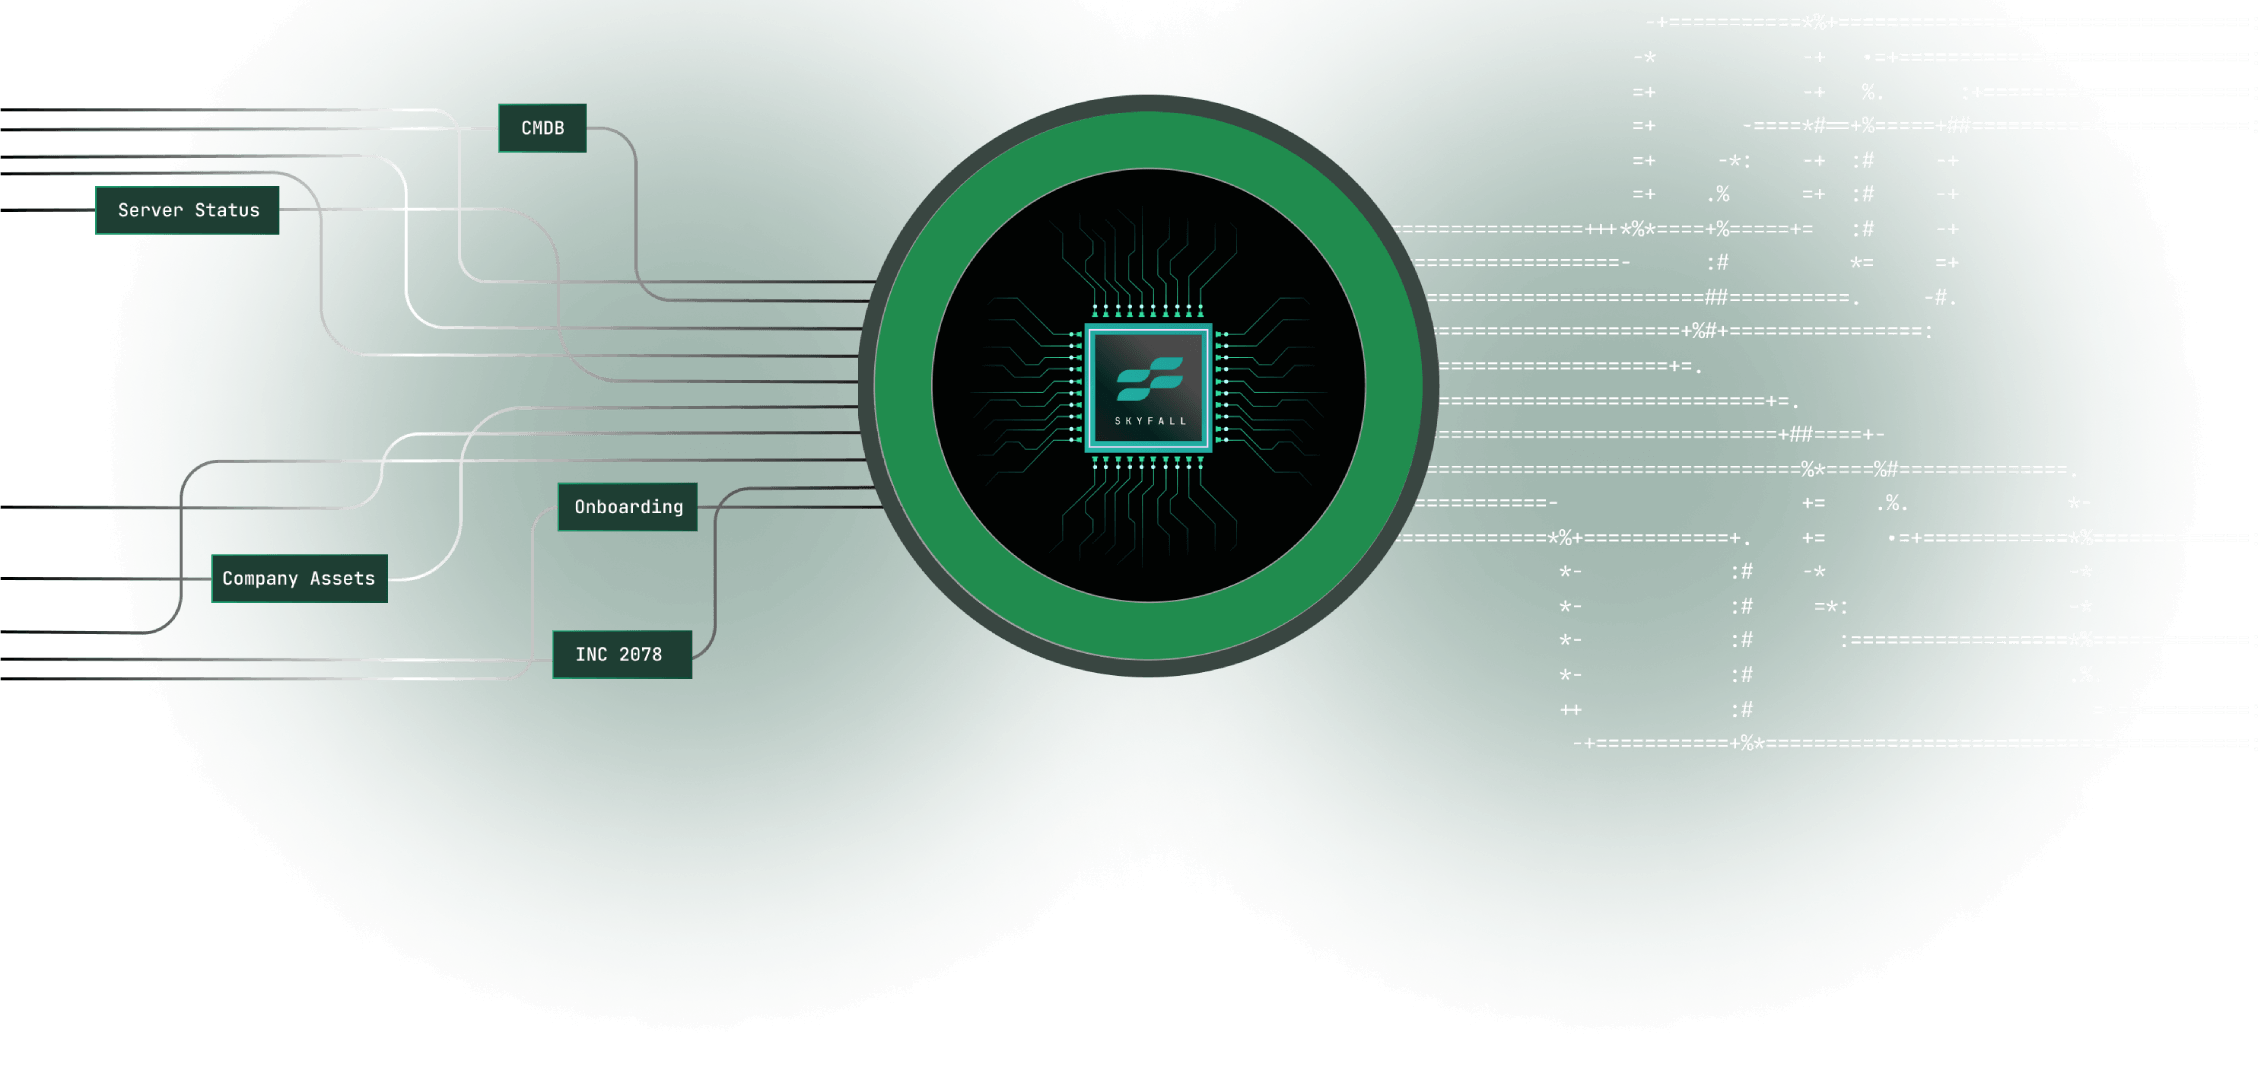 CMDB
Server Status
SKYFALL
Onboarding
Company Assets
INC 2078